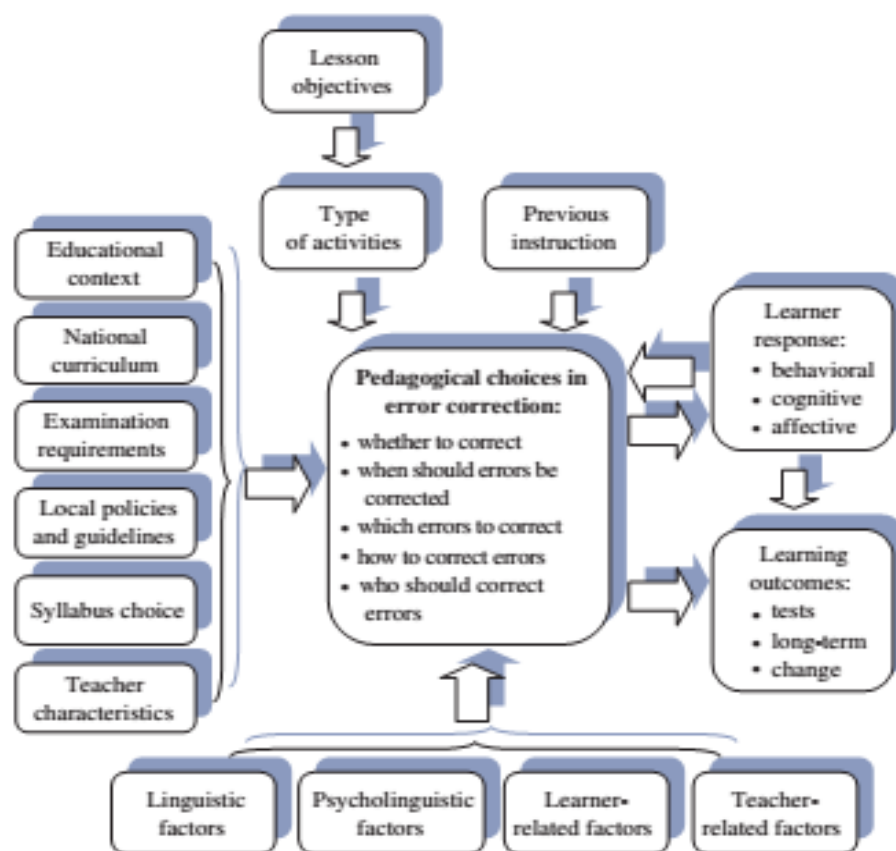 Lesson
objectives
Type
of activities
Previous
instruction
Educational
context
National
curriculum
Examination
requirements
Local policies
and guidelines
Syllabus choice
Teacher
characteristics
Pedagogical choices in
error correction:
• whether to correct
• when should errors be
corrected
• which errors to correct
• how to correct errors
• who should correct
errors
Learner
response:
• behavioral
• cognitive
• affective
Learning
outcomes:
• tests
• long-term
• change
Linguistic
factors
Psycholinguistic
factors
Learner-
related factors
Teacher-
related factors